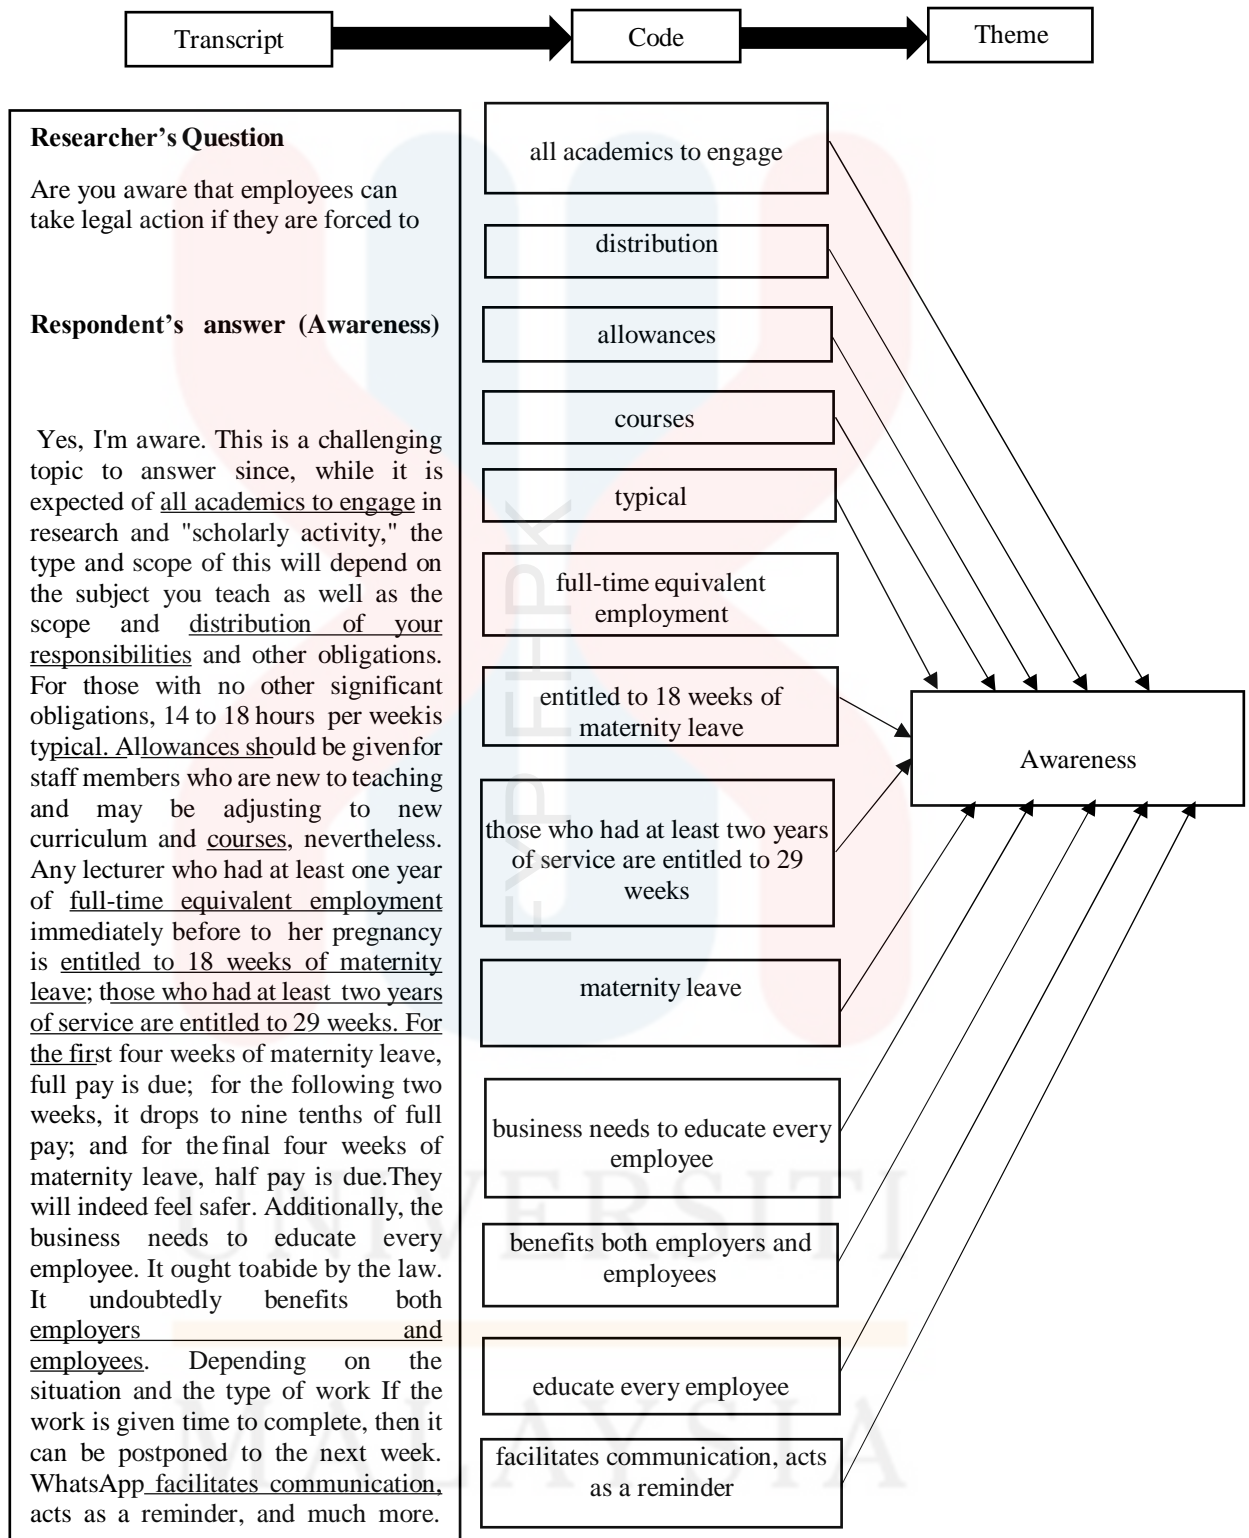 Transcript
Code
Theme
Researcher's Question
Are you aware that employees can
take legal action if they are forced to
Respondent's answer (Awareness)
Yes, I'm aware. This is a challenging
topic to answer since, while it is
expected of all academics to engage in
research and "scholarly activity," the
type and scope of this will depend on
the subject you teach as well as the
scope and distribution of your
responsibilities and other obligations.
For those with no other significant
obligations, 14 to 18 hours per weekis
typical. Allowances should be givenfor
staff members who are new to teaching
and may be adjusting to new
curriculum and courses, nevertheless.
Any lecturer who had at least one year
of full-time equivalent employment
immediately before to her pregnancy
is entitled to 18 weeks of maternity
leave; those who had at least two years
of service are entitled to 29 weeks. For
the first four weeks of maternity leave,
full pay is due; for the following two
weeks, it drops to nine tenths of full
pay; and for thefinal four weeks of
maternity leave, half pay is due.They
will indeed feel safer. Additionally, the
business needs to educate every
employee. It ought toabide by the law.
It undoubtedly benefits both
employers and
employees. Depending on the
situation and the type of work If the
work is given time to complete, then it
can be postponed to the next week.
WhatsApp facilitates communication,
acts as a reminder, and much more.
all academics to engage
distribution
allowances
courses
typical
full-time equivalent
employment
entitled to 18 weeks of
maternity leave
those who had at least two years
of service are entitled to 29
weeks
maternity leave
business needs to educate every
employee
benefits both employers and
employees
educate every employee
facilitates communication, acts
as a reminder
Awareness
FYP FHPK
UNIVERSITI
MALAYSIA